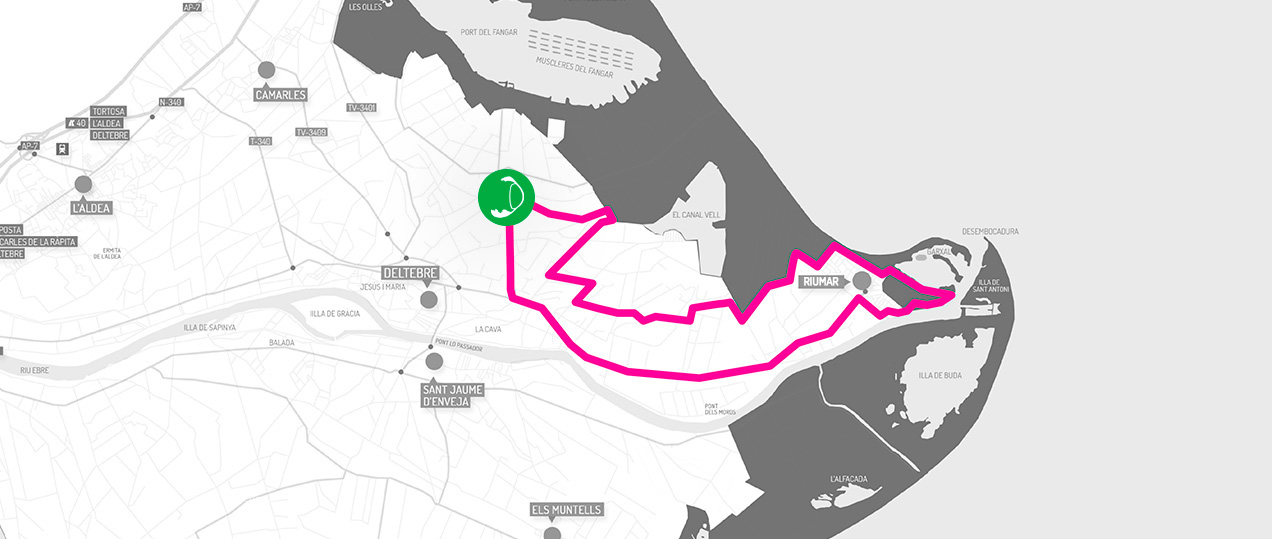 LES OLLES
AP-7
PORT DEL FANGAR
MUSCLERES DEL FANGAR
CAMARLES
N-340
TV-3401
TORTOSA
40
L'ALDEA
DELTEBRE
TV-3409
T-340
AP-7
L'ALDEA
EL CANAL VELL
POSTA
CARLES DE LA RÀPITA
LTEBRE
ERMITA
DE L'ALDEA
DESEMBOCADURA
GARXAL
DELTEBRE
JESÚS I MARIA
RIUMAR
ILLA DE
SANT ANTONI
ILLA DE GRACIA
ILLA DE SAPINYA
LA CAVA
BALADA
PONT LO PASSADOR
RIU EBRE
ILLA DE BUDA
SANT JAUME
D'ENVEJA
PONT
DELS MOROS
L'ALFACADA
ELS MUNTELLS